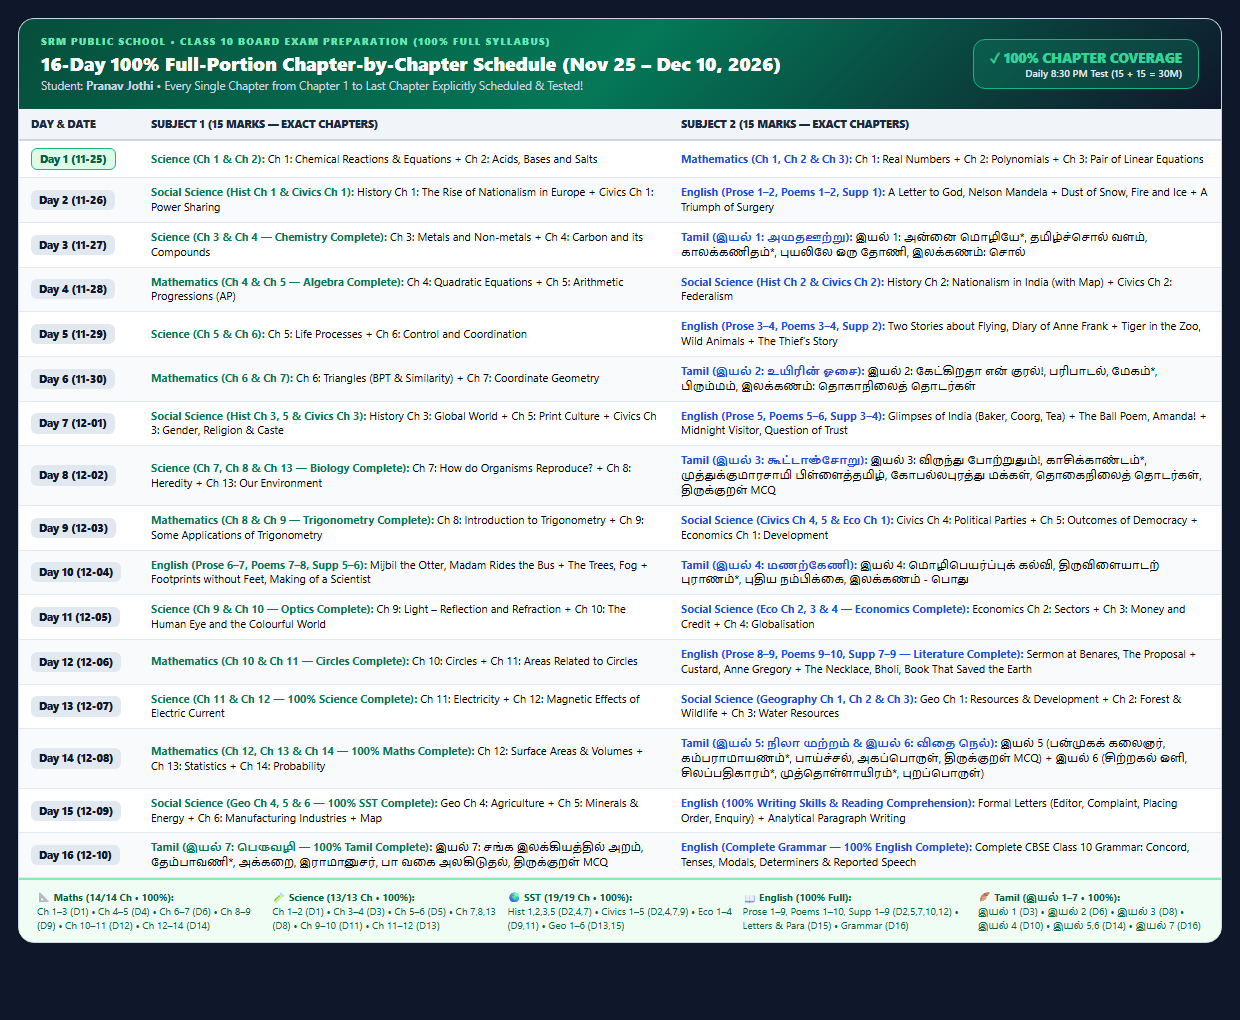 SRM PUBLIC SCHOOL • CLASS 10 BOARD EXAM PREPARATION (100% FULL SYLLABUS)
16-Day 100% Full-Portion Chapter-by-Chapter Schedule (Nov 25 – Dec 10, 2026)
Student: Pranav Jothi • Every Single Chapter from Chapter 1 to Last Chapter Explicitly Scheduled & Tested!
✓ 100% CHAPTER COVERAGE
Daily 8:30 PM Test (15 + 15 = 30M)
DAY & DATE
SUBJECT 1 (15 MARKS — EXACT CHAPTERS)
SUBJECT 2 (15 MARKS — EXACT CHAPTERS)
Day 1 (11-25)
Science (Ch 1 & Ch 2): Ch 1: Chemical Reactions & Equations + Ch 2: Acids, Bases and Salts
Mathematics (Ch 1, Ch 2 & Ch 3): Ch 1: Real Numbers + Ch 2: Polynomials + Ch 3: Pair of Linear Equations
Day 2 (11-26)
Social Science (Hist Ch 1 & Civics Ch 1): History Ch 1: The Rise of Nationalism in Europe + Civics Ch 1:
Power Sharing
English (Prose 1–2, Poems 1–2, Supp 1): A Letter to God, Nelson Mandela + Dust of Snow, Fire and Ice + A
Triumph of Surgery
Day 3 (11-27)
Science (Ch 3 & Ch 4 — Chemistry Complete): Ch 3: Metals and Non-metals + Ch 4: Carbon and its
Compounds
Tamil (இயல் 1: அமுதஊற்று): இயல் 1: அன்னை மொழியே*, தமிழ்ச்சொல் வளம்,
காலக்கணிதம்*, புயலிலே ஒரு தோணி, இலக்கணம்: சொல்
Day 4 (11-28)
Mathematics (Ch 4 & Ch 5 — Algebra Complete): Ch 4: Quadratic Equations + Ch 5: Arithmetic
Progressions (AP)
Social Science (Hist Ch 2 & Civics Ch 2): History Ch 2: Nationalism in India (with Map) + Civics Ch 2:
Federalism
Day 5 (11-29)
Science (Ch 5 & Ch 6): Ch 5: Life Processes + Ch 6: Control and Coordination
English (Prose 3–4, Poems 3–4, Supp 2): Two Stories about Flying, Diary of Anne Frank + Tiger in the Zoo,
Wild Animals + The Thief's Story
Day 6 (11-30)
Mathematics (Ch 6 & Ch 7): Ch 6: Triangles (BPT & Similarity) + Ch 7: Coordinate Geometry
Tamil (இயல் 2: உயிரின் ஓசை): இயல் 2: கேட்கிறதா என் குரல்!, பரிபாடல், மேகம்*,
பிரும்மம், இலக்கணம்: தொகாநிலைத் தொடர்கள்
Day 7 (12-01)
Social Science (Hist Ch 3, 5 & Civics Ch 3): History Ch 3: Global World + Ch 5: Print Culture + Civics Ch
3: Gender, Religion & Caste
English (Prose 5, Poems 5–6, Supp 3–4): Glimpses of India (Baker, Coorg, Tea) + The Ball Poem, Amanda! +
Midnight Visitor, Question of Trust
Day 8 (12-02)
Science (Ch 7, Ch 8 & Ch 13 — Biology Complete): Ch 7: How do Organisms Reproduce? + Ch 8:
Heredity + Ch 13: Our Environment
Tamil (இயல் 3: கூட்டாஞ்சோறு): இயல் 3: விருந்து போற்றுதும்!, காசிக்காண்டம்*,
முத்துக்குமாரசாமி பிள்ளைத்தமிழ், கோபல்லபுரத்து மக்கள், தொகைநிலைத் தொடர்கள்,
திருக்குறள் MCQ
Day 9 (12-03)
Mathematics (Ch 8 & Ch 9 — Trigonometry Complete): Ch 8: Introduction to Trigonometry + Ch 9:
Some Applications of Trigonometry
Social Science (Civics Ch 4, 5 & Eco Ch 1): Civics Ch 4: Political Parties + Ch 5: Outcomes of Democracy +
Economics Ch 1: Development
Day 10 (12-04)
English (Prose 6–7, Poems 7–8, Supp 5–6): Mijbil the Otter, Madam Rides the Bus + The Trees, Fog +
Footprints without Feet, Making of a Scientist
Tamil (இயல் 4: மணற்கேணி): இயல் 4: மொழிபெயர்ப்புக் கல்வி, திருவிளையாடற்
புராணம்*, புதிய நம்பிக்கை, இலக்கணம் - பொது
Day 11 (12-05)
Science (Ch 9 & Ch 10 — Optics Complete): Ch 9: Light – Reflection and Refraction + Ch 10: The
Human Eye and the Colourful World
Social Science (Eco Ch 2, 3 & 4 — Economics Complete): Economics Ch 2: Sectors + Ch 3: Money and
Credit + Ch 4: Globalisation
Day 12 (12-06)
Mathematics (Ch 10 & Ch 11 — Circles Complete): Ch 10: Circles + Ch 11: Areas Related to Circles
English (Prose 8–9, Poems 9–10, Supp 7–9 — Literature Complete): Sermon at Benares, The Proposal +
Custard, Anne Gregory + The Necklace, Bholi, Book That Saved the Earth
Day 13 (12-07)
Science (Ch 11 & Ch 12 — 100% Science Complete): Ch 11: Electricity + Ch 12: Magnetic Effects of
Electric Current
Social Science (Geography Ch 1, Ch 2 & Ch 3): Geo Ch 1: Resources & Development + Ch 2: Forest &
Wildlife + Ch 3: Water Resources
Day 14 (12-08)
Mathematics (Ch 12, Ch 13 & Ch 14 — 100% Maths Complete): Ch 12: Surface Areas & Volumes +
Ch 13: Statistics + Ch 14: Probability
Tamil (இயல் 5: நிலா முற்றம் & இயல் 6: விதை நெல்): இயல் 5 (பன்முகக் கலைஞர்,
கம்பராமாயணம்*, பாய்ச்சல், அகப்பொருள், திருக்குறள் MCQ) + இயல் 6 (சிற்றகல் ஒளி,
சிலப்பதிகாரம்*, முத்தொள்ளாயிரம்*, புறப்பொருள்)
Day 15 (12-09)
Social Science (Geo Ch 4, 5 & 6 — 100% SST Complete): Geo Ch 4: Agriculture + Ch 5: Minerals &
Energy + Ch 6: Manufacturing Industries + Map
English (100% Writing Skills & Reading Comprehension): Formal Letters (Editor, Complaint, Placing
Order, Enquiry) + Analytical Paragraph Writing
Day 16 (12-10)
Tamil (இயல் 7: பெருவழி — 100% Tamil Complete): இயல் 7: சங்க இலக்கியத்தில் அறம்,
தேம்பாவணி*, அக்கறை, இராமானுசர், பா வகை அலகிடுதல், திருக்குறள் MCQ
English (Complete Grammar — 100% English Complete): Complete CBSE Class 10 Grammar: Concord,
Tenses, Modals, Determiners & Reported Speech
Maths (14/14 Ch • 100%):
Ch 1–3 (D1) • Ch 4–5 (D4) • Ch 6–7 (D6) • Ch 8–9
(D9) • Ch 10–11 (D12) • Ch 12–14 (D14)
Science (13/13 Ch • 100%):
Ch 1–2 (D1) • Ch 3–4 (D3) • Ch 5–6 (D5) • Ch 7,8,13
(D8) • Ch 9–10 (D11) • Ch 11–12 (D13)
SST (19/19 Ch • 100%):
Hist 1,2,3,5 (D2,4,7) • Civics 1–5 (D2,4,7,9) • Eco 1–4
(D9,11) • Geo 1–6 (D13,15)
English (100% Full):
Prose 1–9, Poems 1–10, Supp 1–9 (D2,5,7,10,12) •
Letters & Para (D15) • Grammar (D16)
Tamil (இயல் 1–7 • 100%):
இயல் 1 (D3) • இயல் 2 (D6) • இயல் 3 (D8) •
இயல் 4 (D10) • இயல் 5,6 (D14) • இயல் 7 (D16)